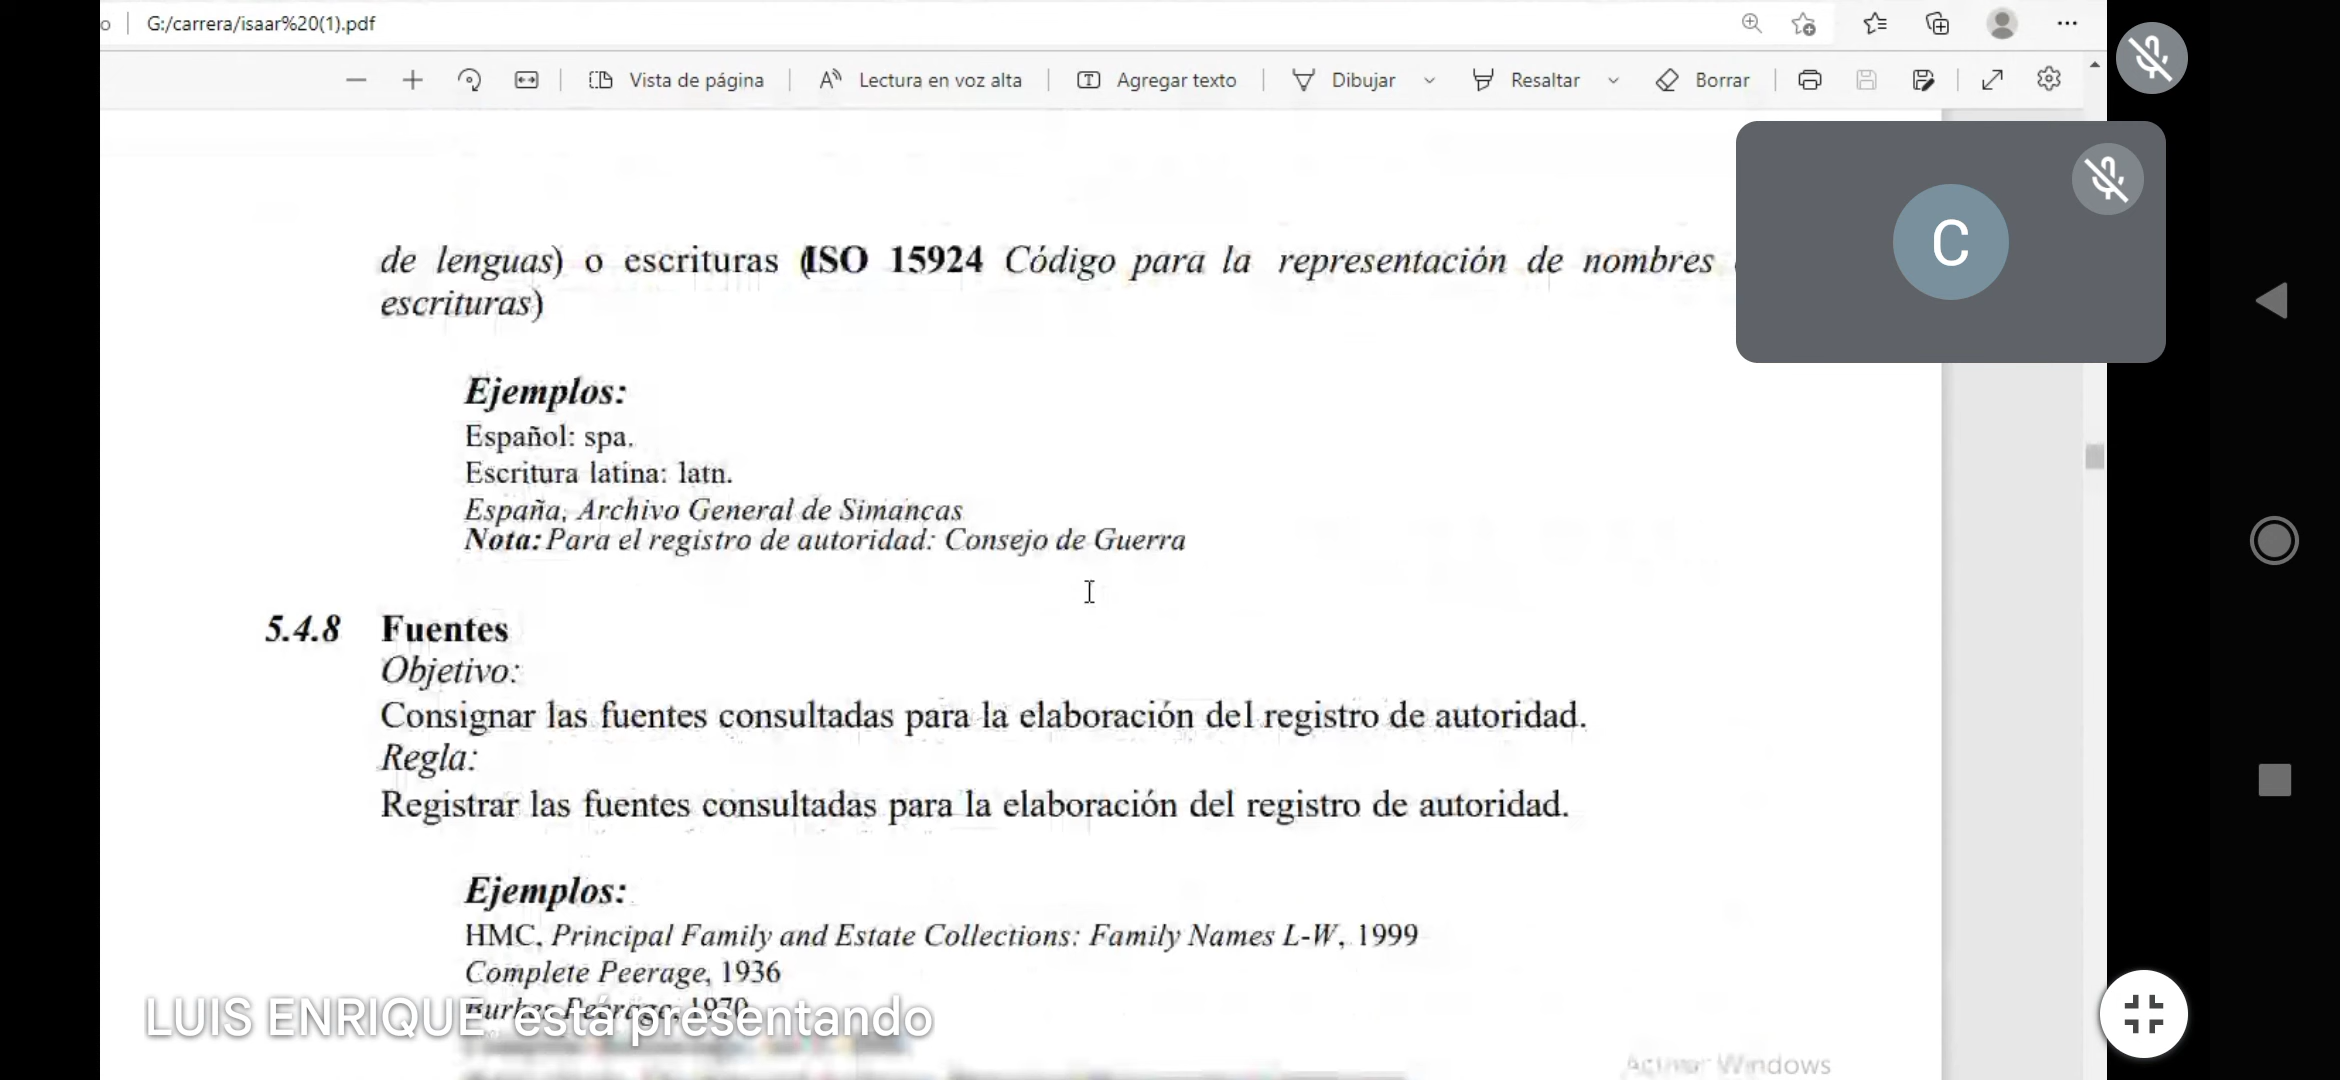 o | G:/carrera/isaar%20(1).pdf
Vista de página | A Lectura en voz alta | T Agregar texto | Dibujar Resaltar Borrar
C
de lenguas) o escrituras (ISO 15924 Código para la representación de nombres
escrituras)
Ejemplos:
Español: spa.
Escritura latina: latn.
España, Archivo General de Simancas
Nota: Para el registro de autoridad: Consejo de Guerra
5.4.8 Fuentes
Objetivo:
Consignar las fuentes consultadas para la elaboración del registro de autoridad.
Regla:
Registrar las fuentes consultadas para la elaboración del registro de autoridad.
Ejemplos:
HMC, Principal Family and Estate Collections: Family Names L-W, 1999
Complete Peerage, 1936
Burkes Peerage, 1970
LUIS ENRIQUE está presentando
Activar Windows